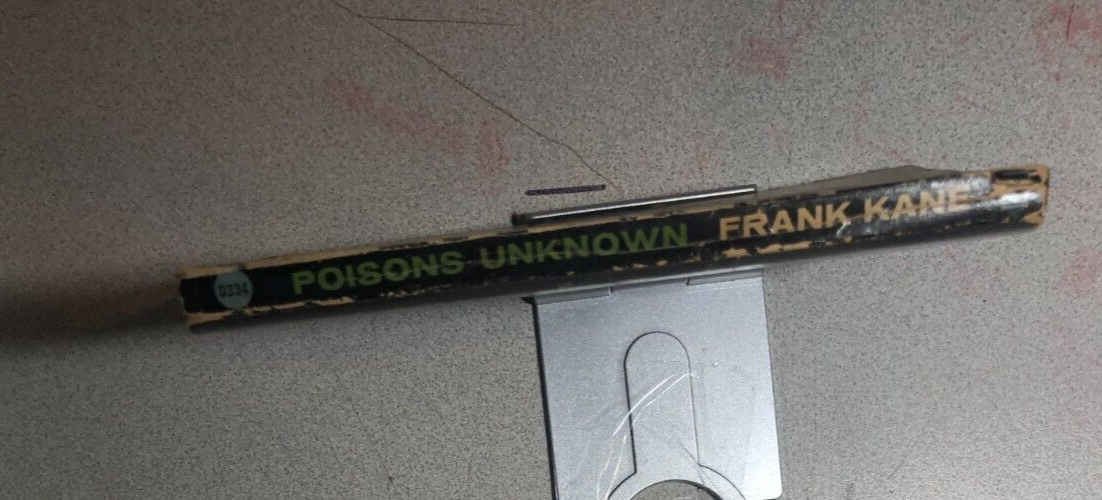 D334 POISONS UNKNOWN FRANK KANE